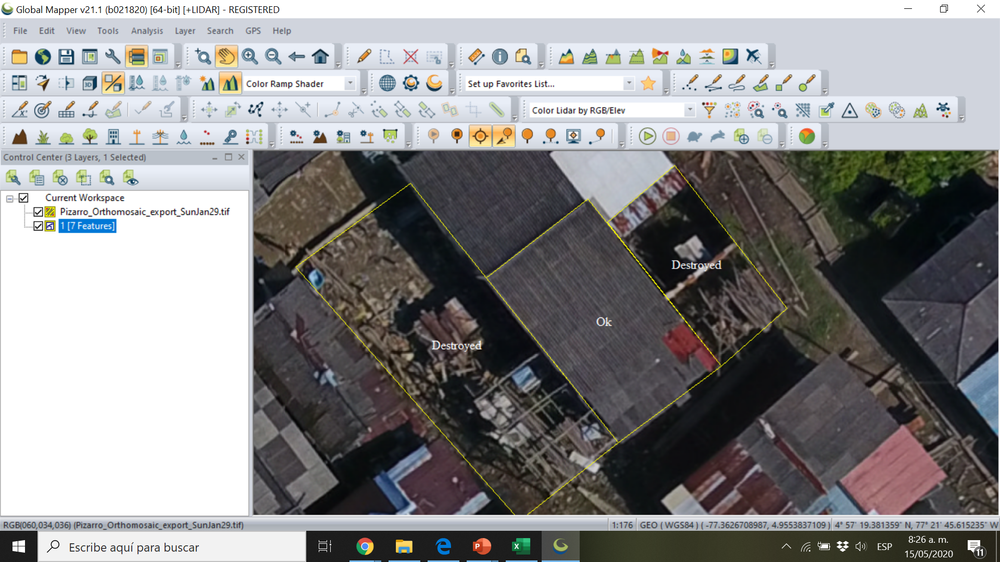 Global Mapper v21.1 (b021820) [64-bit] [+LIDAR] - REGISTERED
File Edit View Tools Analysis Layer Search GPS Help
Color Ramp Shader
Set up Favorites List...
Color Lidar by RGB/Elev
3D
Control Center (3 Layers, 1 Selected)
Current Workspace
Pizarro_Orthomosaic_export_SunJan29.tif
1 [7 Features]
Destroyed
Ok
Destroyed
RGB(060,034,036) (Pizarro_Orthomosaic_export_SunJan29.tif)
1:176 GEO ( WGS84 ) ( -77.3626708987, 4.9553837109 ) 4° 57' 19.381359" N, 77° 21' 45.615235" W
Escribe aquí para buscar
ESP
8:26 a. m.
15/05/2020
11